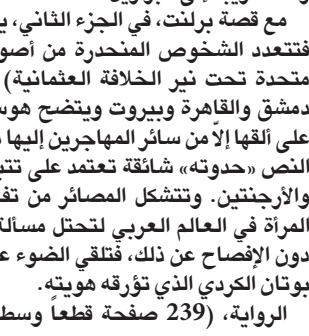 مع قصة برلنت، في الجزء الثاني، ي
فتتعدد الشخوص المنحدرة من أصو
متحدة تحت نير الخلافة العثمانية)
دمشق والقاهرة وبيروت ويتضح هوس
على ألقها إلاّ من سائر المهاجرين إليها
النص «حدوته» شائقة تعتمد على تتب
والأرجنتين. وتتشكل المصائر من تف
المرأة في العالم العربي لتحتل مسألة
دون الإفصاح عن ذلك، فتلقي الضوء ع
بوتان الكردي الذي تؤرقه هويته.
الرواية، (239 صفحة قطعاً وسط